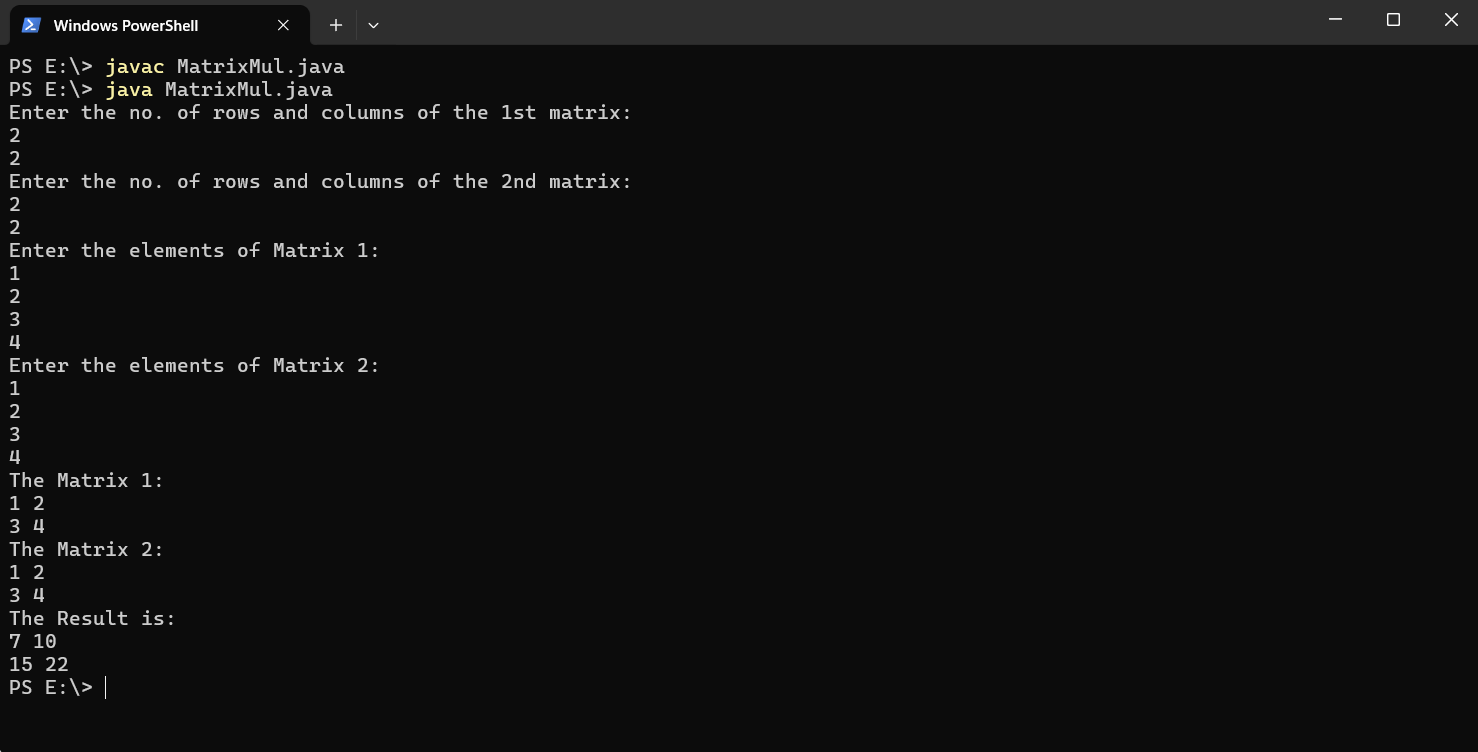 Windows PowerShell
PS E:\> javac MatrixMul.java
PS E:\> java MatrixMul.java
Enter the no. of rows and columns of the 1st matrix:
2
2
Enter the no. of rows and columns of the 2nd matrix:
2
2
Enter the elements of Matrix 1:
1
2
3
4
Enter the elements of Matrix 2:
1
2
3
4
The Matrix 1:
1 2
3 4
The Matrix 2:
1 2
3 4
The Result is:
7 10
15 22
PS E:\>